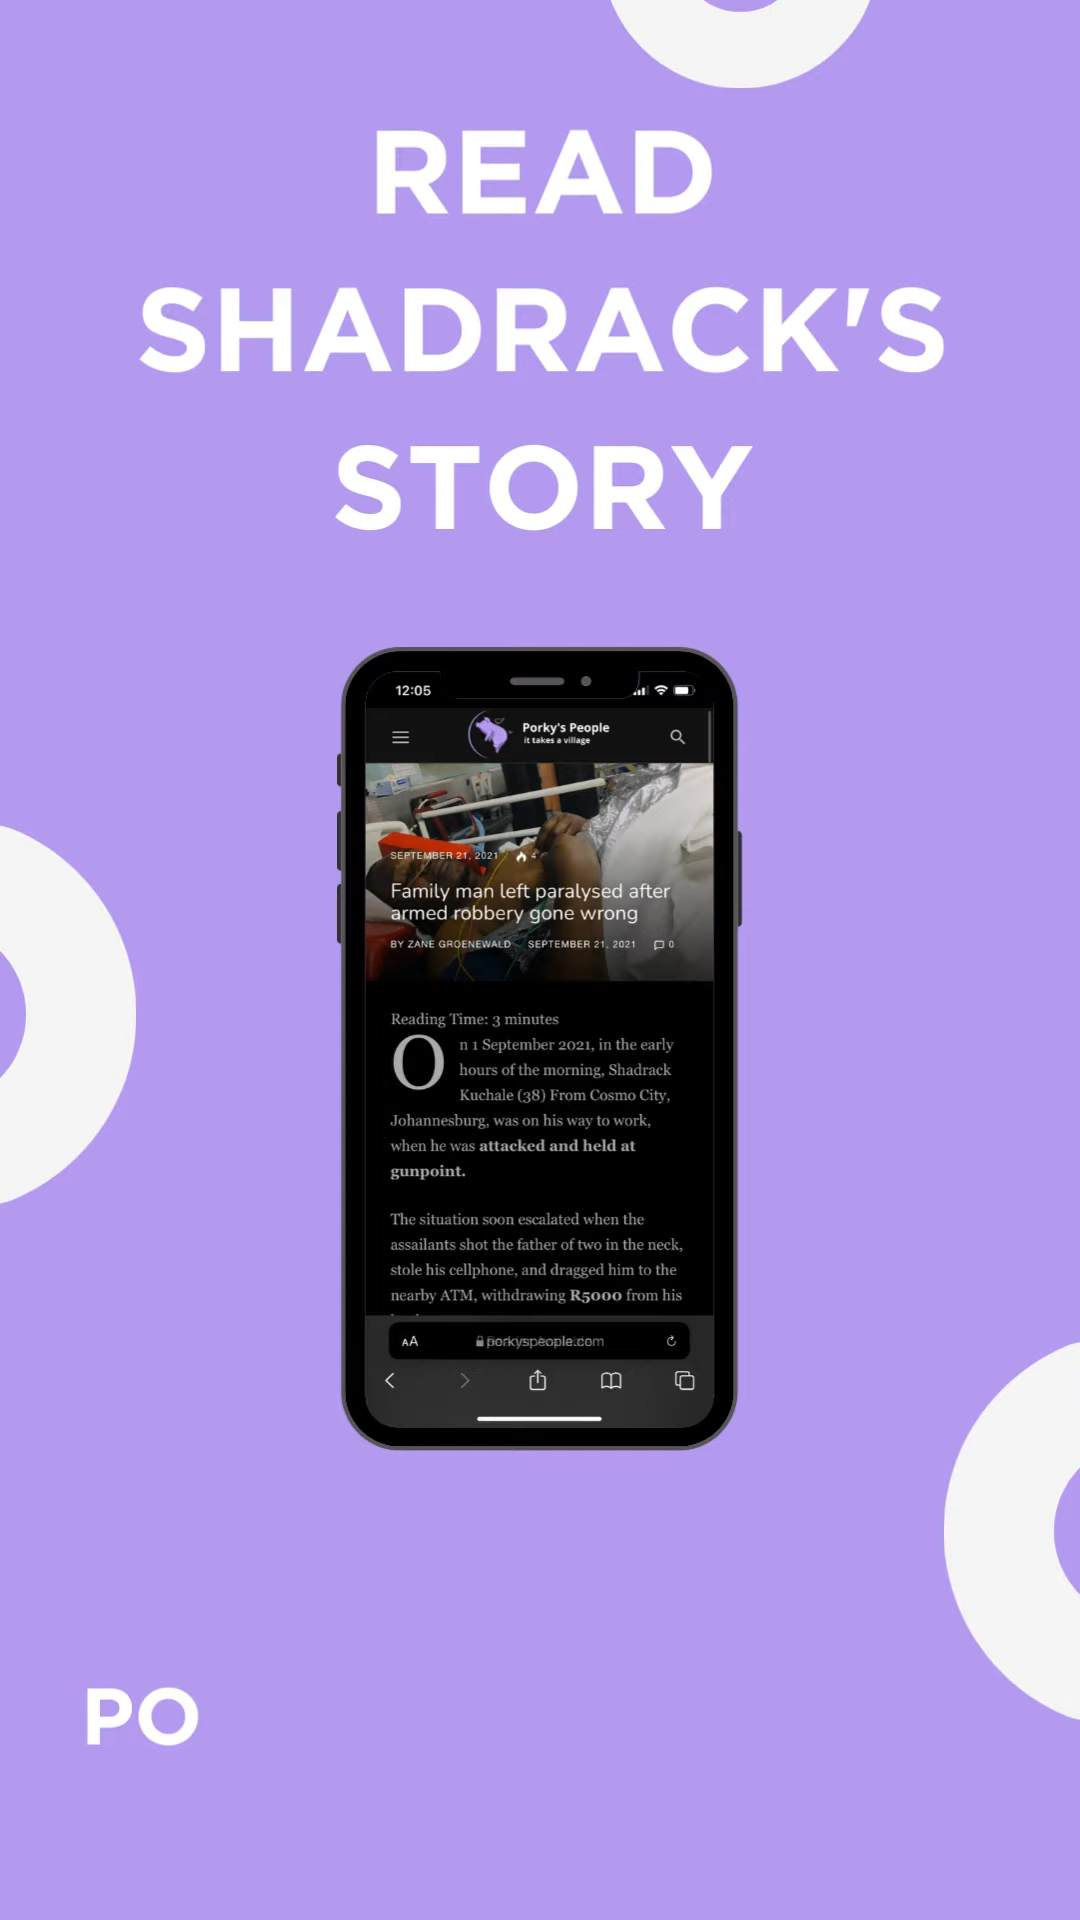 READ
SHADRACK'S
STORY
12:05
Porky's People
it takes a village
SEPTEMBER 21, 2021 4
Family man left paralysed after
armed robbery gone wrong
BY ZANE GROENEWALD SEPTEMBER 21, 2021 0
Reading Time: 3 minutes
On 1 September 2021, in the early
hours of the morning, Shadrack
Kuchale (38) From Cosmo City,
Johannesburg, was on his way to work,
when he was attacked and held at
gunpoint.
The situation soon escalated when the
assailants shot the father of two in the neck,
stole his cellphone, and dragged him to the
nearby ATM, withdrawing R5000 from his
AA porkyspeople.com
PO